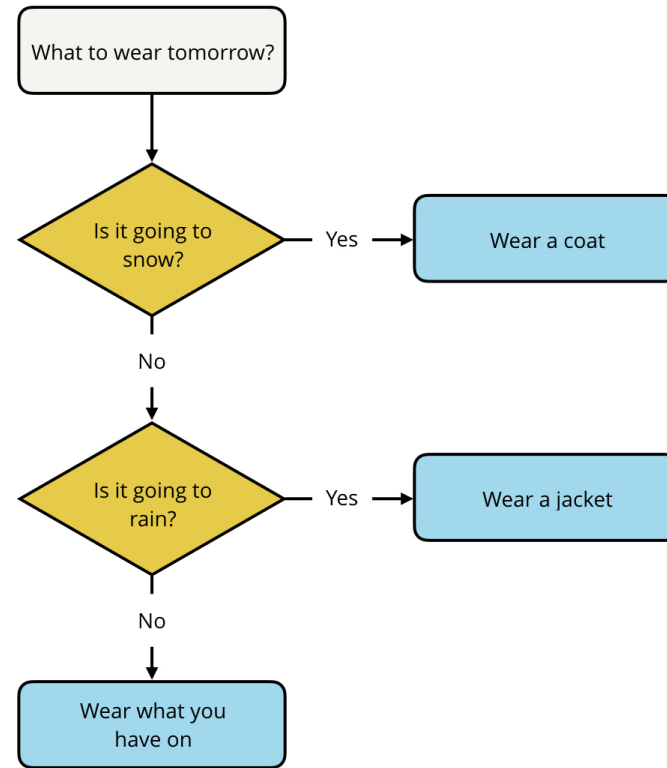 What to wear tomorrow?
Is it going to
snow?
Yes
Wear a coat
No
Is it going to
rain?
Yes
Wear a jacket
No
Wear what you
have on